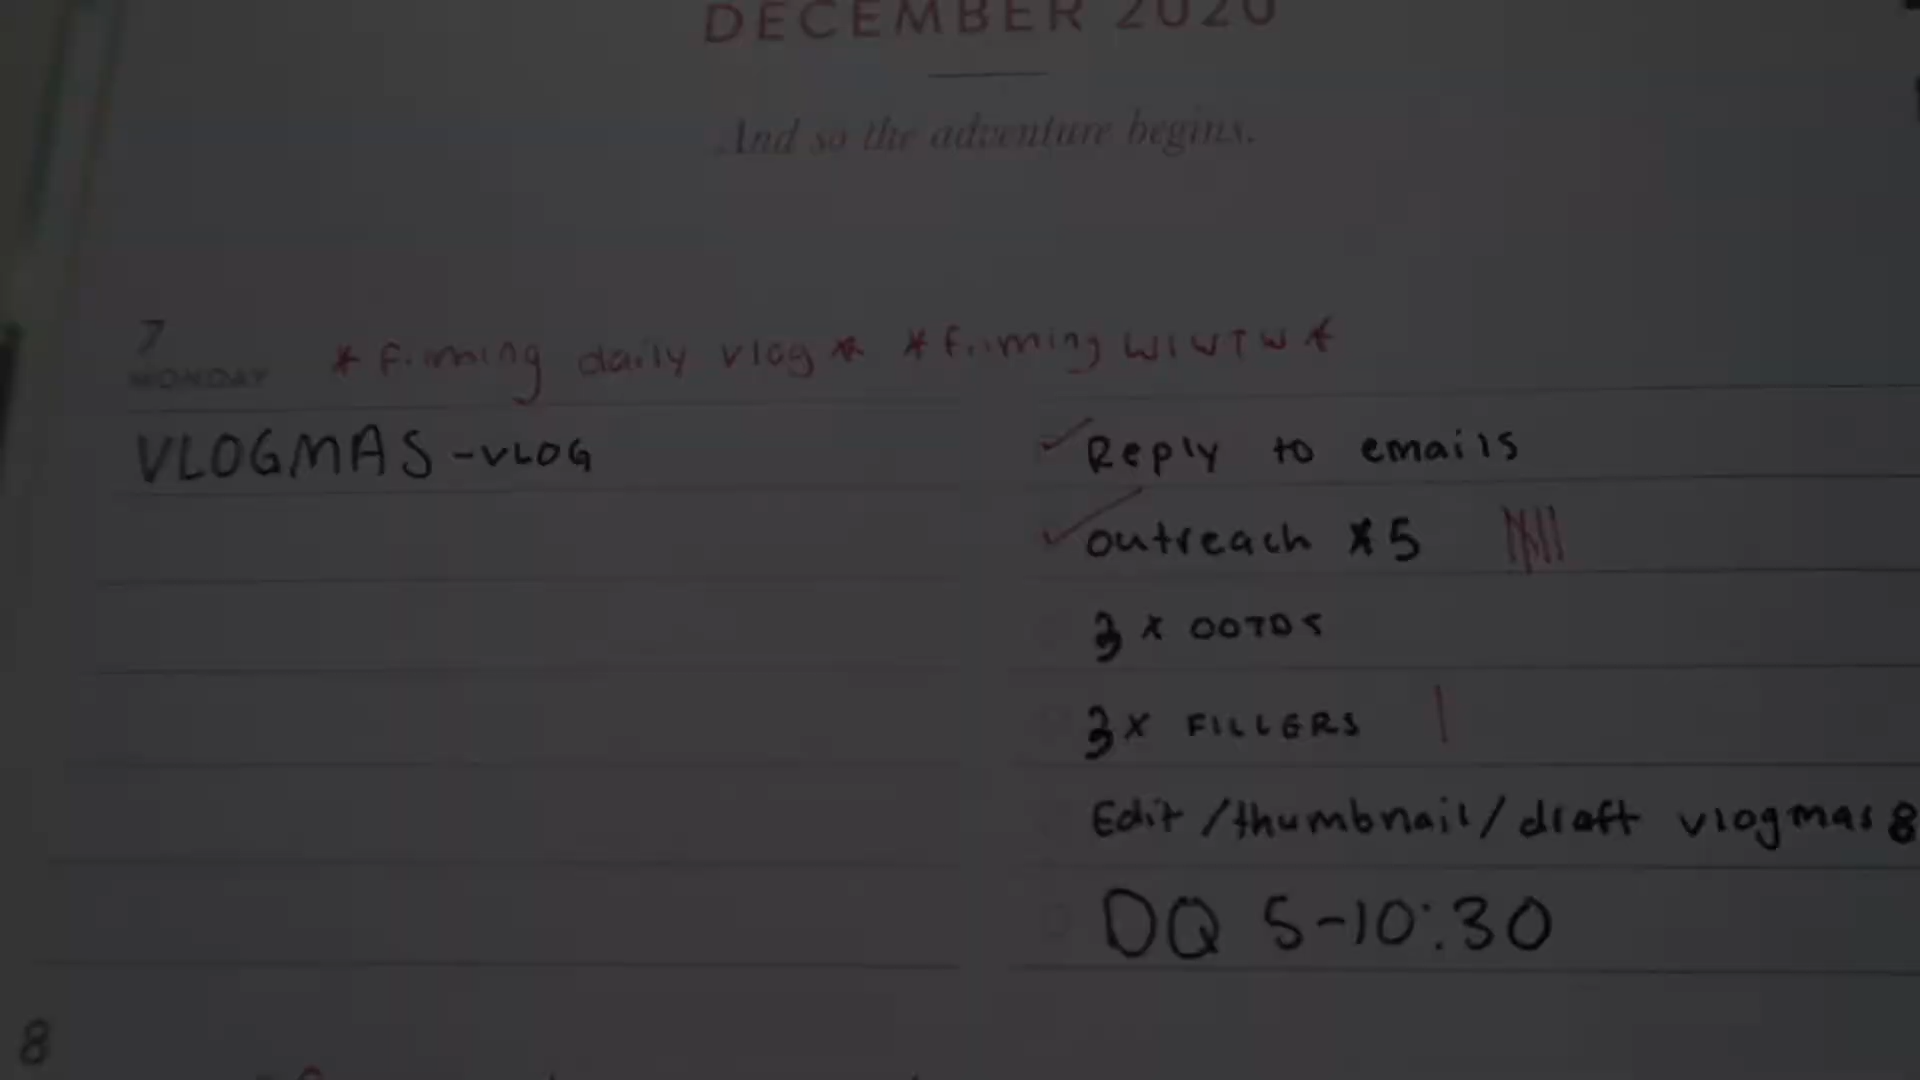 DECEMBER 2020
And so the adventure begins.
7
MONDAY
* filming daily vlog * * filming WIWTW *
VLOGMAS -VLOG
Reply to emails
outreach x5
3 x OOTDS
3x FILLERS
Edit /thumbnail/draft vlogmas 8
DQ 5-10:30
8